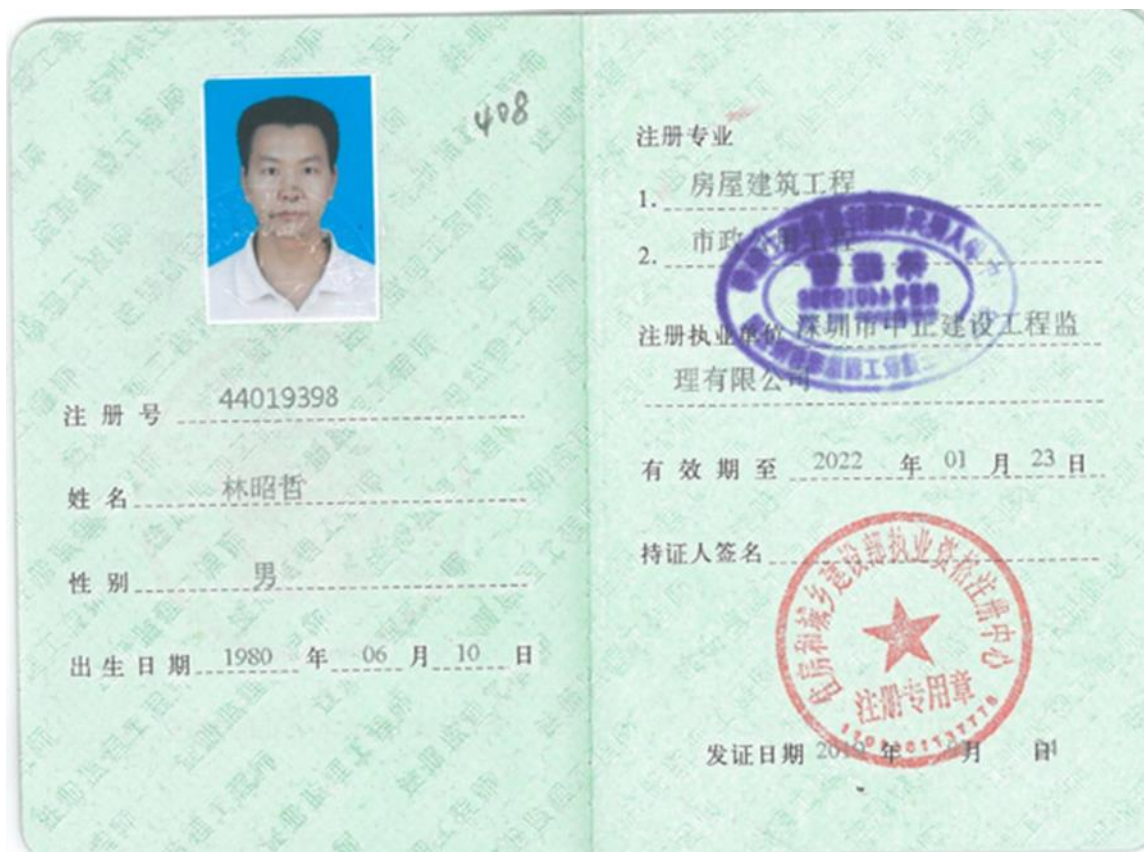 408
注册号 44019398
姓名 林昭哲
性别 男
出生日期 1980 年 06 月 10 日
注册专业
1. 房屋建筑工程
2. 市政公用工程
注册执业单位 深圳市中正建设工程监
理有限公司
有效期至 2022 年 01 月 23 日
持证人签名
住房和城乡建设部执业资格注册中心
注册专用章
发证日期 年 月 日